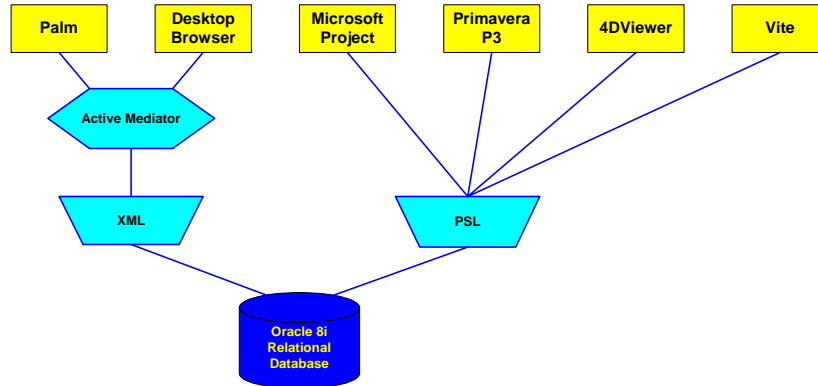 Palm
Desktop
Browser
Microsoft
Project
Primavera
P3
4DViewer
Vite
Active Mediator
XML
PSL
Oracle 8i
Relational
Database